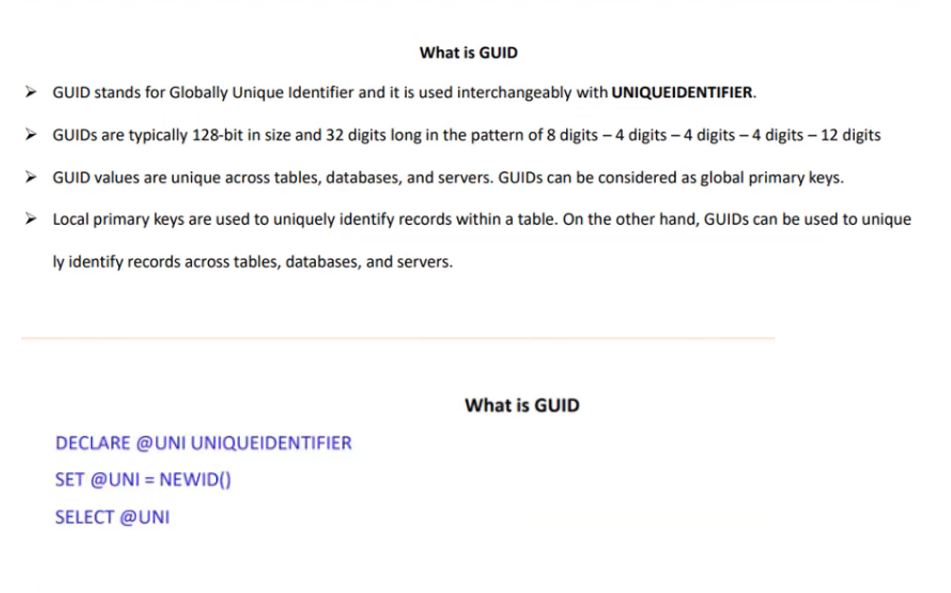 What is GUID
➤ GUID stands for Globally Unique Identifier and it is used interchangeably with UNIQUEIDENTIFIER.
➤ GUIDs are typically 128-bit in size and 32 digits long in the pattern of 8 digits – 4 digits – 4 digits – 4 digits – 12 digits
➤ GUID values are unique across tables, databases, and servers. GUIDs can be considered as global primary keys.
➤ Local primary keys are used to uniquely identify records within a table. On the other hand, GUIDs can be used to unique
ly identify records across tables, databases, and servers.
What is GUID
DECLARE @UNI UNIQUEIDENTIFIER
SET @UNI = NEWID()
SELECT @UNI